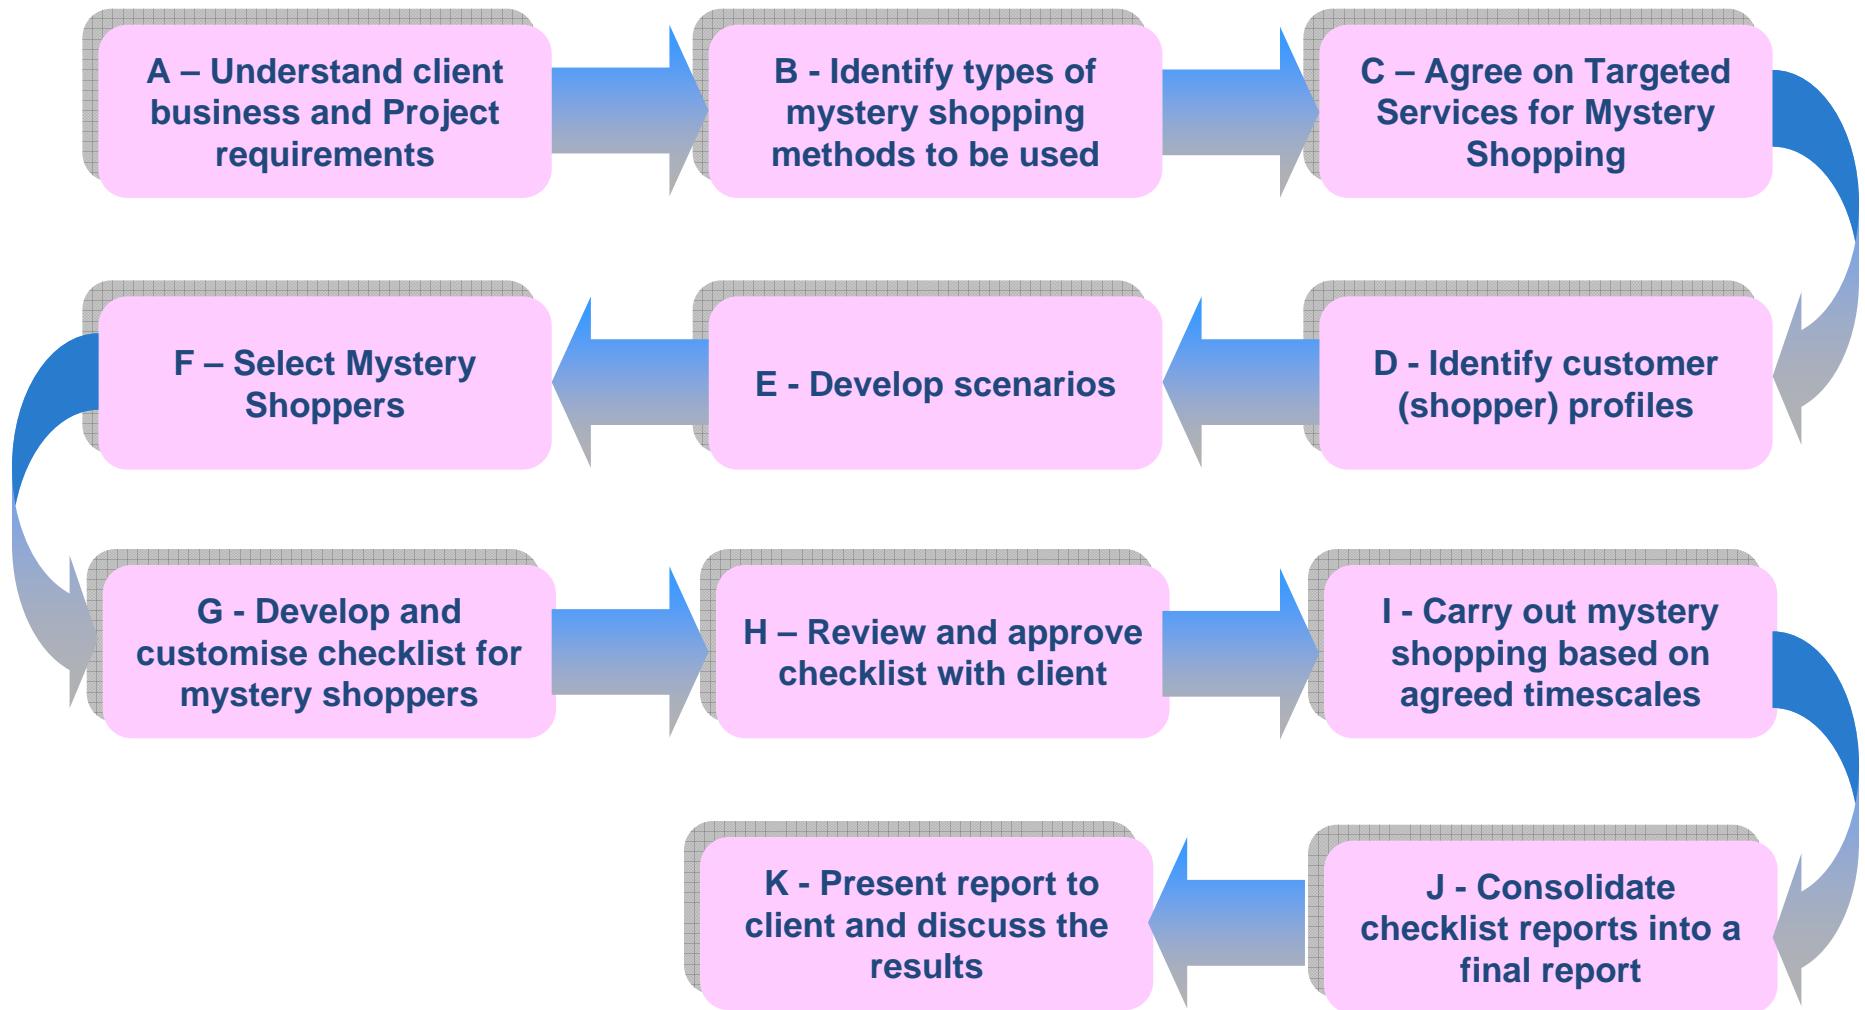 A – Understand client
business and Project
requirements
B - Identify types of
mystery shopping
methods to be used
C – Agree on Targeted
Services for Mystery
Shopping
D - Identify customer
(shopper) profiles
E - Develop scenarios
F – Select Mystery
Shoppers
G - Develop and
customise checklist for
mystery shoppers
H – Review and approve
checklist with client
I - Carry out mystery
shopping based on
agreed timescales
J - Consolidate
checklist reports into a
final report
K - Present report to
client and discuss the
results